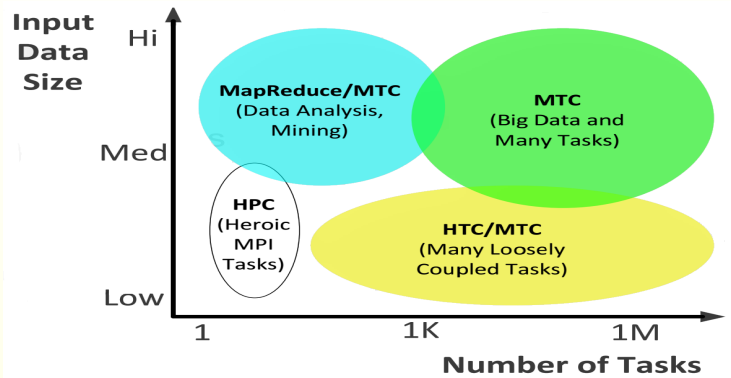 Input
Data
Size
Hi
Med
Low
MapReduce/MTC
(Data Analysis,
Mining)
MTC
(Big Data and
Many Tasks)
HPC
(Heroic
MPI
Tasks)
HTC/MTC
(Many Loosely
Coupled Tasks)
1
1K
1M
Number of Tasks